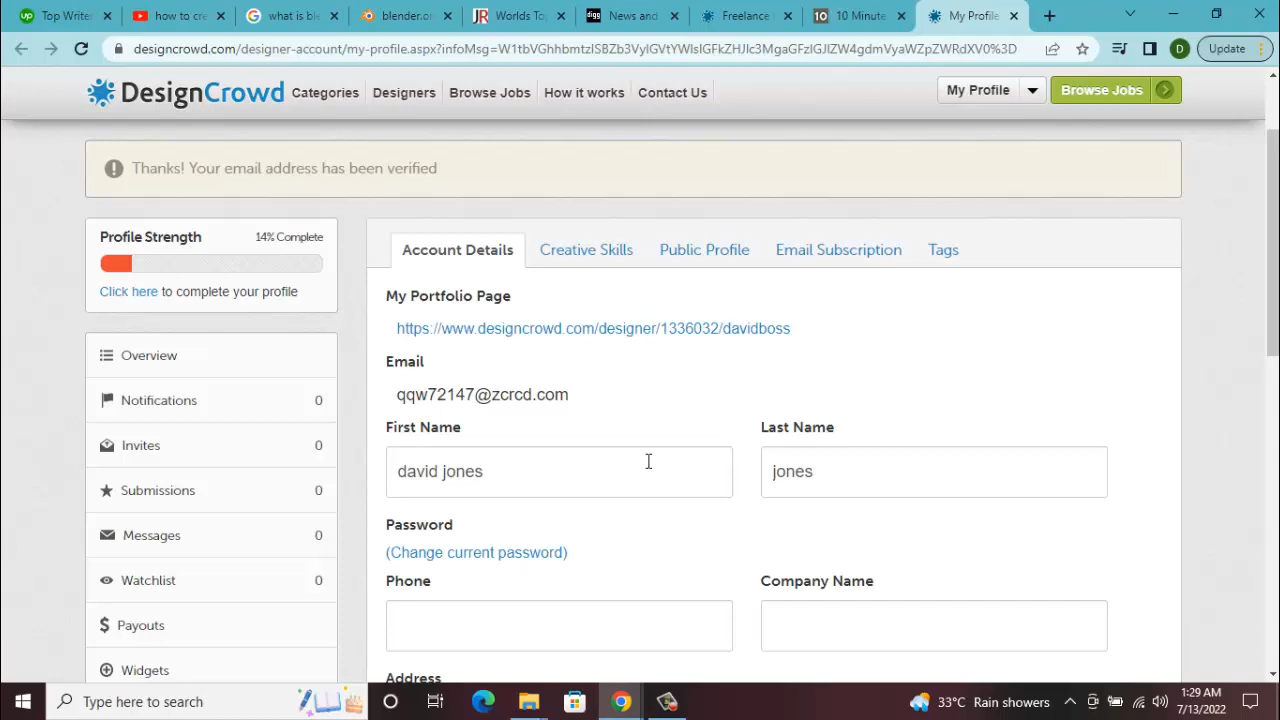 Top Writer
how to cre
what is ble
blender.or
Worlds Top
News and
Freelance
10 Minute
My Profile
designcrowd.com/designer-account/my-profile.aspx?infoMsg=W1tbVGhhbmtzISBZb3VyIGVtYWlsIGFkZHJlc3MgaGFzIGJlZW4gdmVyaWZpZWRdXV0%3D
D
Update
DesignCrowd
Categories
Designers
Browse Jobs
How it works
Contact Us
My Profile
Browse Jobs
Thanks! Your email address has been verified
Profile Strength
14% Complete
Click here to complete your profile
Overview
Notifications 0
Invites 0
Submissions 0
Messages 0
Watchlist 0
Payouts
Widgets
Account Details
Creative Skills
Public Profile
Email Subscription
Tags
My Portfolio Page
https://www.designcrowd.com/designer/1336032/davidboss
Email
qqw72147@zcrcd.com
First Name
Last Name
david jones
jones
Password
(Change current password)
Phone
Company Name
Address
Type here to search
33°C Rain showers
1:29 AM
7/13/2022